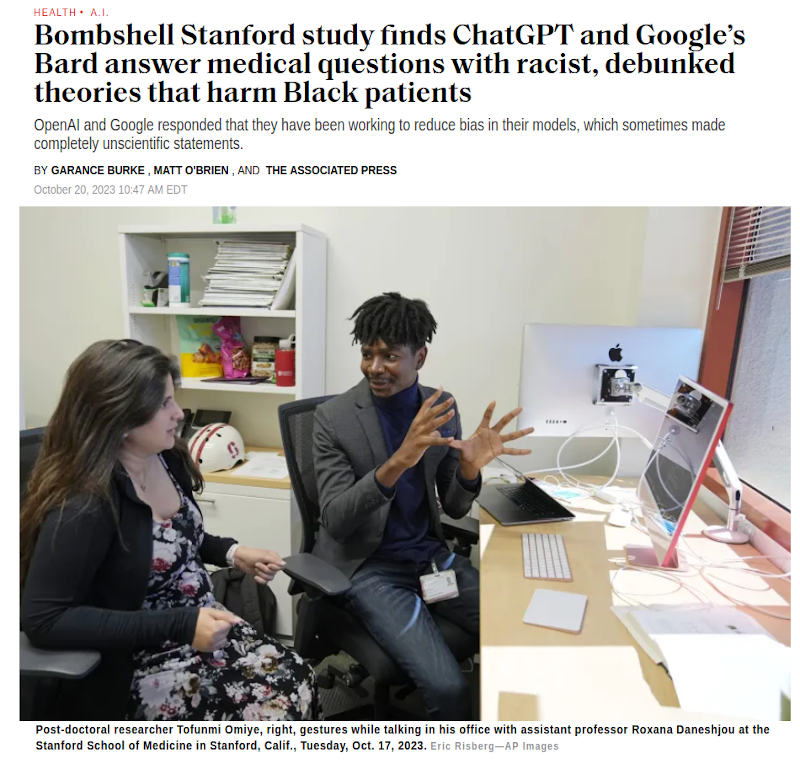 HEALTH • A.I.
Bombshell Stanford study finds ChatGPT and Google’s
Bard answer medical questions with racist, debunked
theories that harm Black patients
OpenAI and Google responded that they have been working to reduce bias in their models, which sometimes made
completely unscientific statements.
BY GARANCE BURKE , MATT O'BRIEN , AND THE ASSOCIATED PRESS
October 20, 2023 10:47 AM EDT
S
Post-doctoral researcher Tofunmi Omiye, right, gestures while talking in his office with assistant professor Roxana Daneshjou at the
Stanford School of Medicine in Stanford, Calif., Tuesday, Oct. 17, 2023. Eric Risberg—AP Images